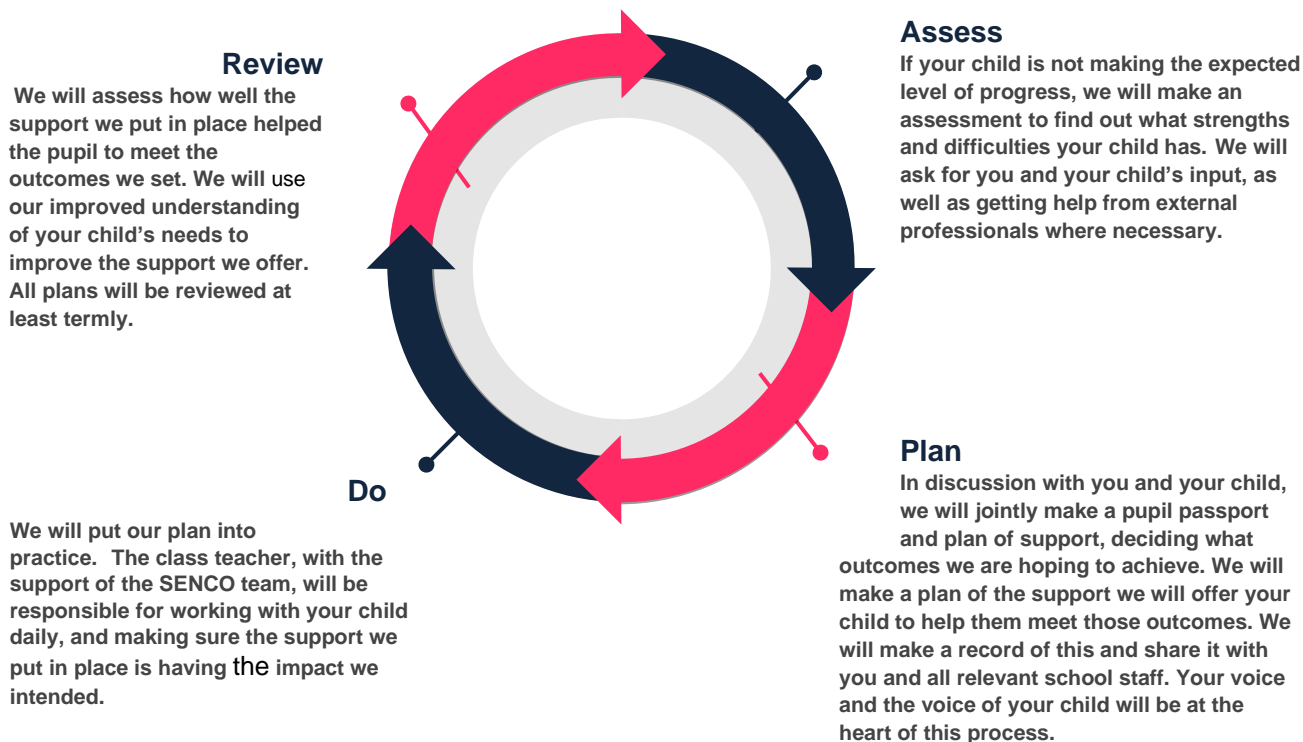 Assess
If your child is not making the expected
level of progress, we will make an
assessment to find out what strengths
and difficulties your child has. We will
ask for you and your child’s input, as
well as getting help from external
professionals where necessary.
Plan
In discussion with you and your child,
we will jointly make a pupil passport
and plan of support, deciding what
outcomes we are hoping to achieve. We will
make a plan of the support we will offer your
child to help them meet those outcomes. We
will make a record of this and share it with
you and all relevant school staff. Your voice
and the voice of your child will be at the
heart of this process.
Do
We will put our plan into
practice. The class teacher, with the
support of the SENCO team, will be
responsible for working with your child
daily, and making sure the support we
put in place is having the impact we
intended.
Review
We will assess how well the
support we put in place helped
the pupil to meet the
outcomes we set. We will use
our improved understanding
of your child’s needs to
improve the support we offer.
All plans will be reviewed at
least termly.